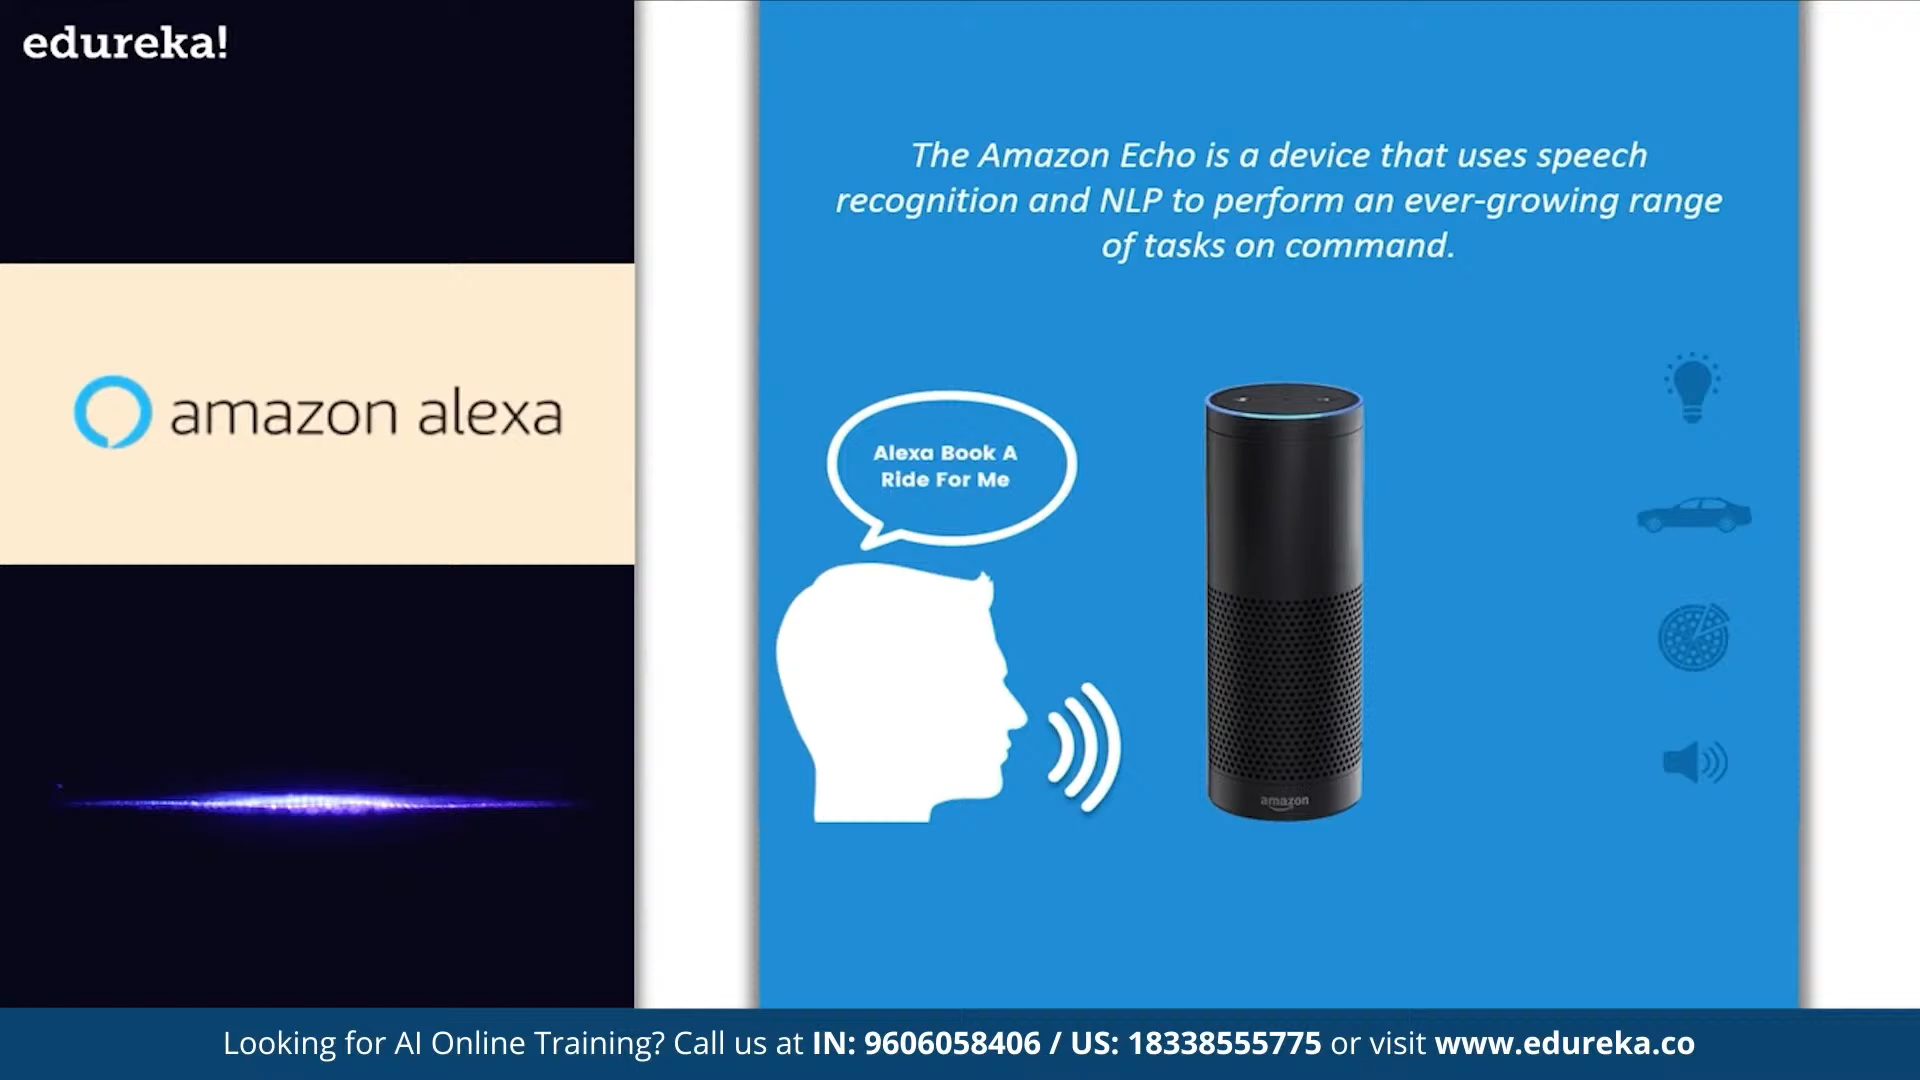 edureka!
amazon alexa
The Amazon Echo is a device that uses speech
recognition and NLP to perform an ever-growing range
of tasks on command.
Alexa Book A
Ride For Me
amazon
Looking for AI Online Training? Call us at IN: 9606058406 / US: 18338555775 or visit www.edureka.co